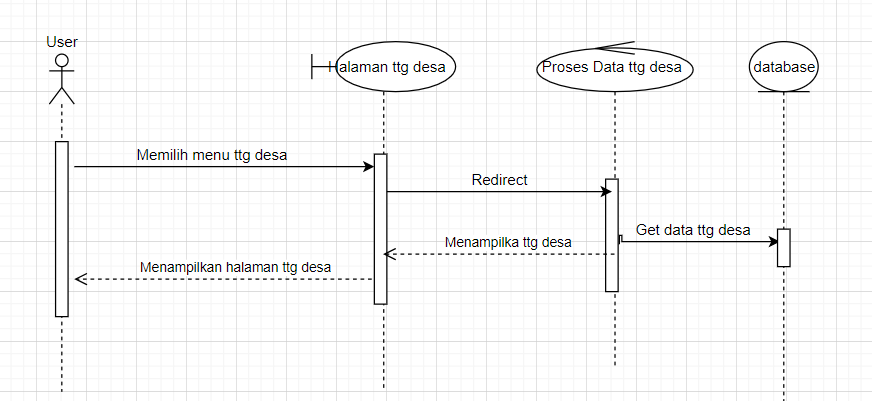 User
Halaman ttg desa
Proses Data ttg desa
database
Memilih menu ttg desa
Redirect
Get data ttg desa
Menampilka ttg desa
Menampilkan halaman ttg desa